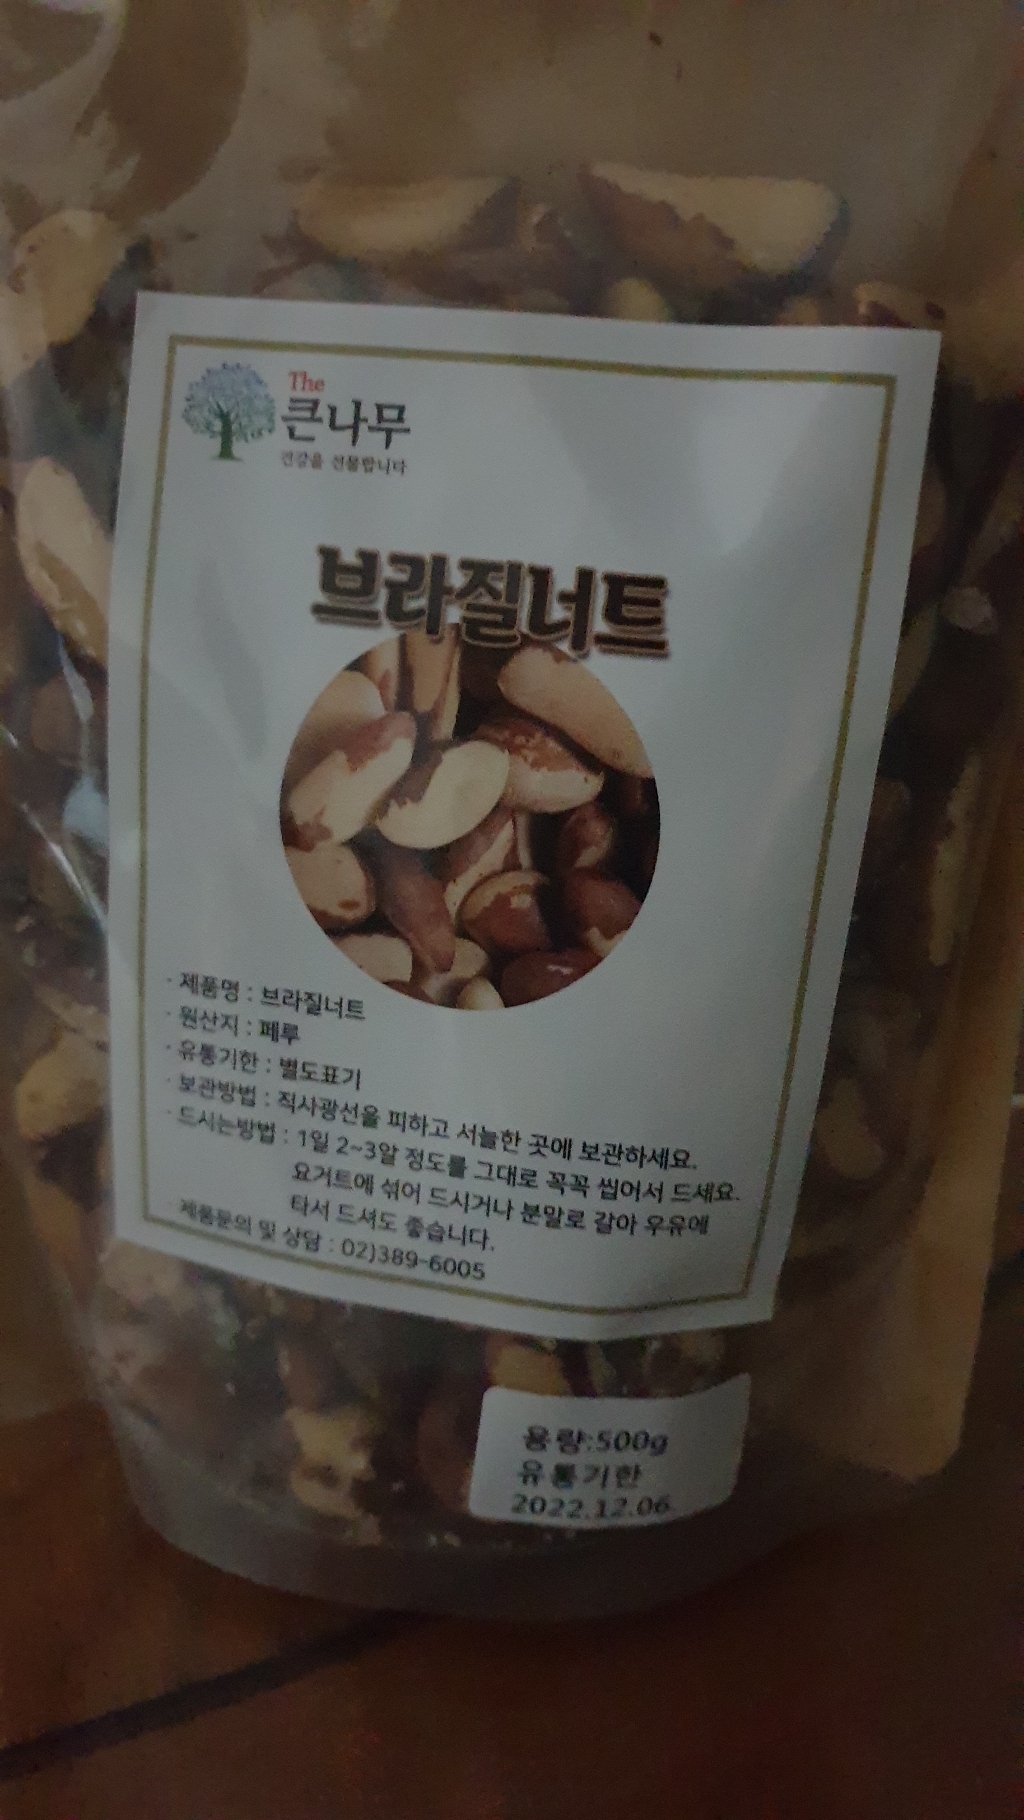 The
큰나무
건강을 선물합니다
브라질너트
· 제품명 : 브라질너트
· 원산지 : 페루
· 유통기한 : 별도표기
· 보관방법 : 직사광선을 피하고 서늘한 곳에 보관하세요.
· 드시는방법 : 1일 2~3알 정도를 그대로 꼭꼭 씹어서 드세요.
요거트에 섞어 드시거나 분말로 갈아 우유에
타서 드셔도 좋습니다.
· 제품문의 및 상담 : 02)389-6005
용량:500g
유통기한
2022.12.06